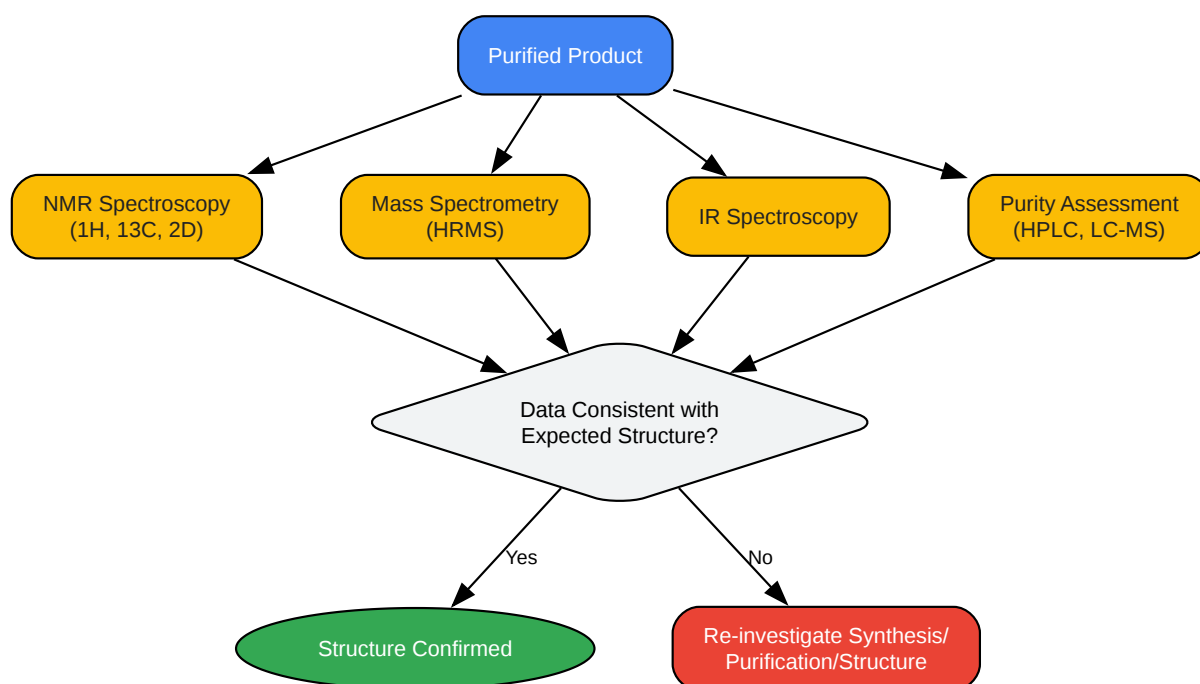 Purified Product
NMR Spectroscopy
(1H, 13C, 2D)
Mass Spectrometry
(HRMS)
IR Spectroscopy
Purity Assessment
(HPLC, LC-MS)
Data Consistent with
Expected Structure?
Yes
No
Structure Confirmed
Re-investigate Synthesis/
Purification/Structure